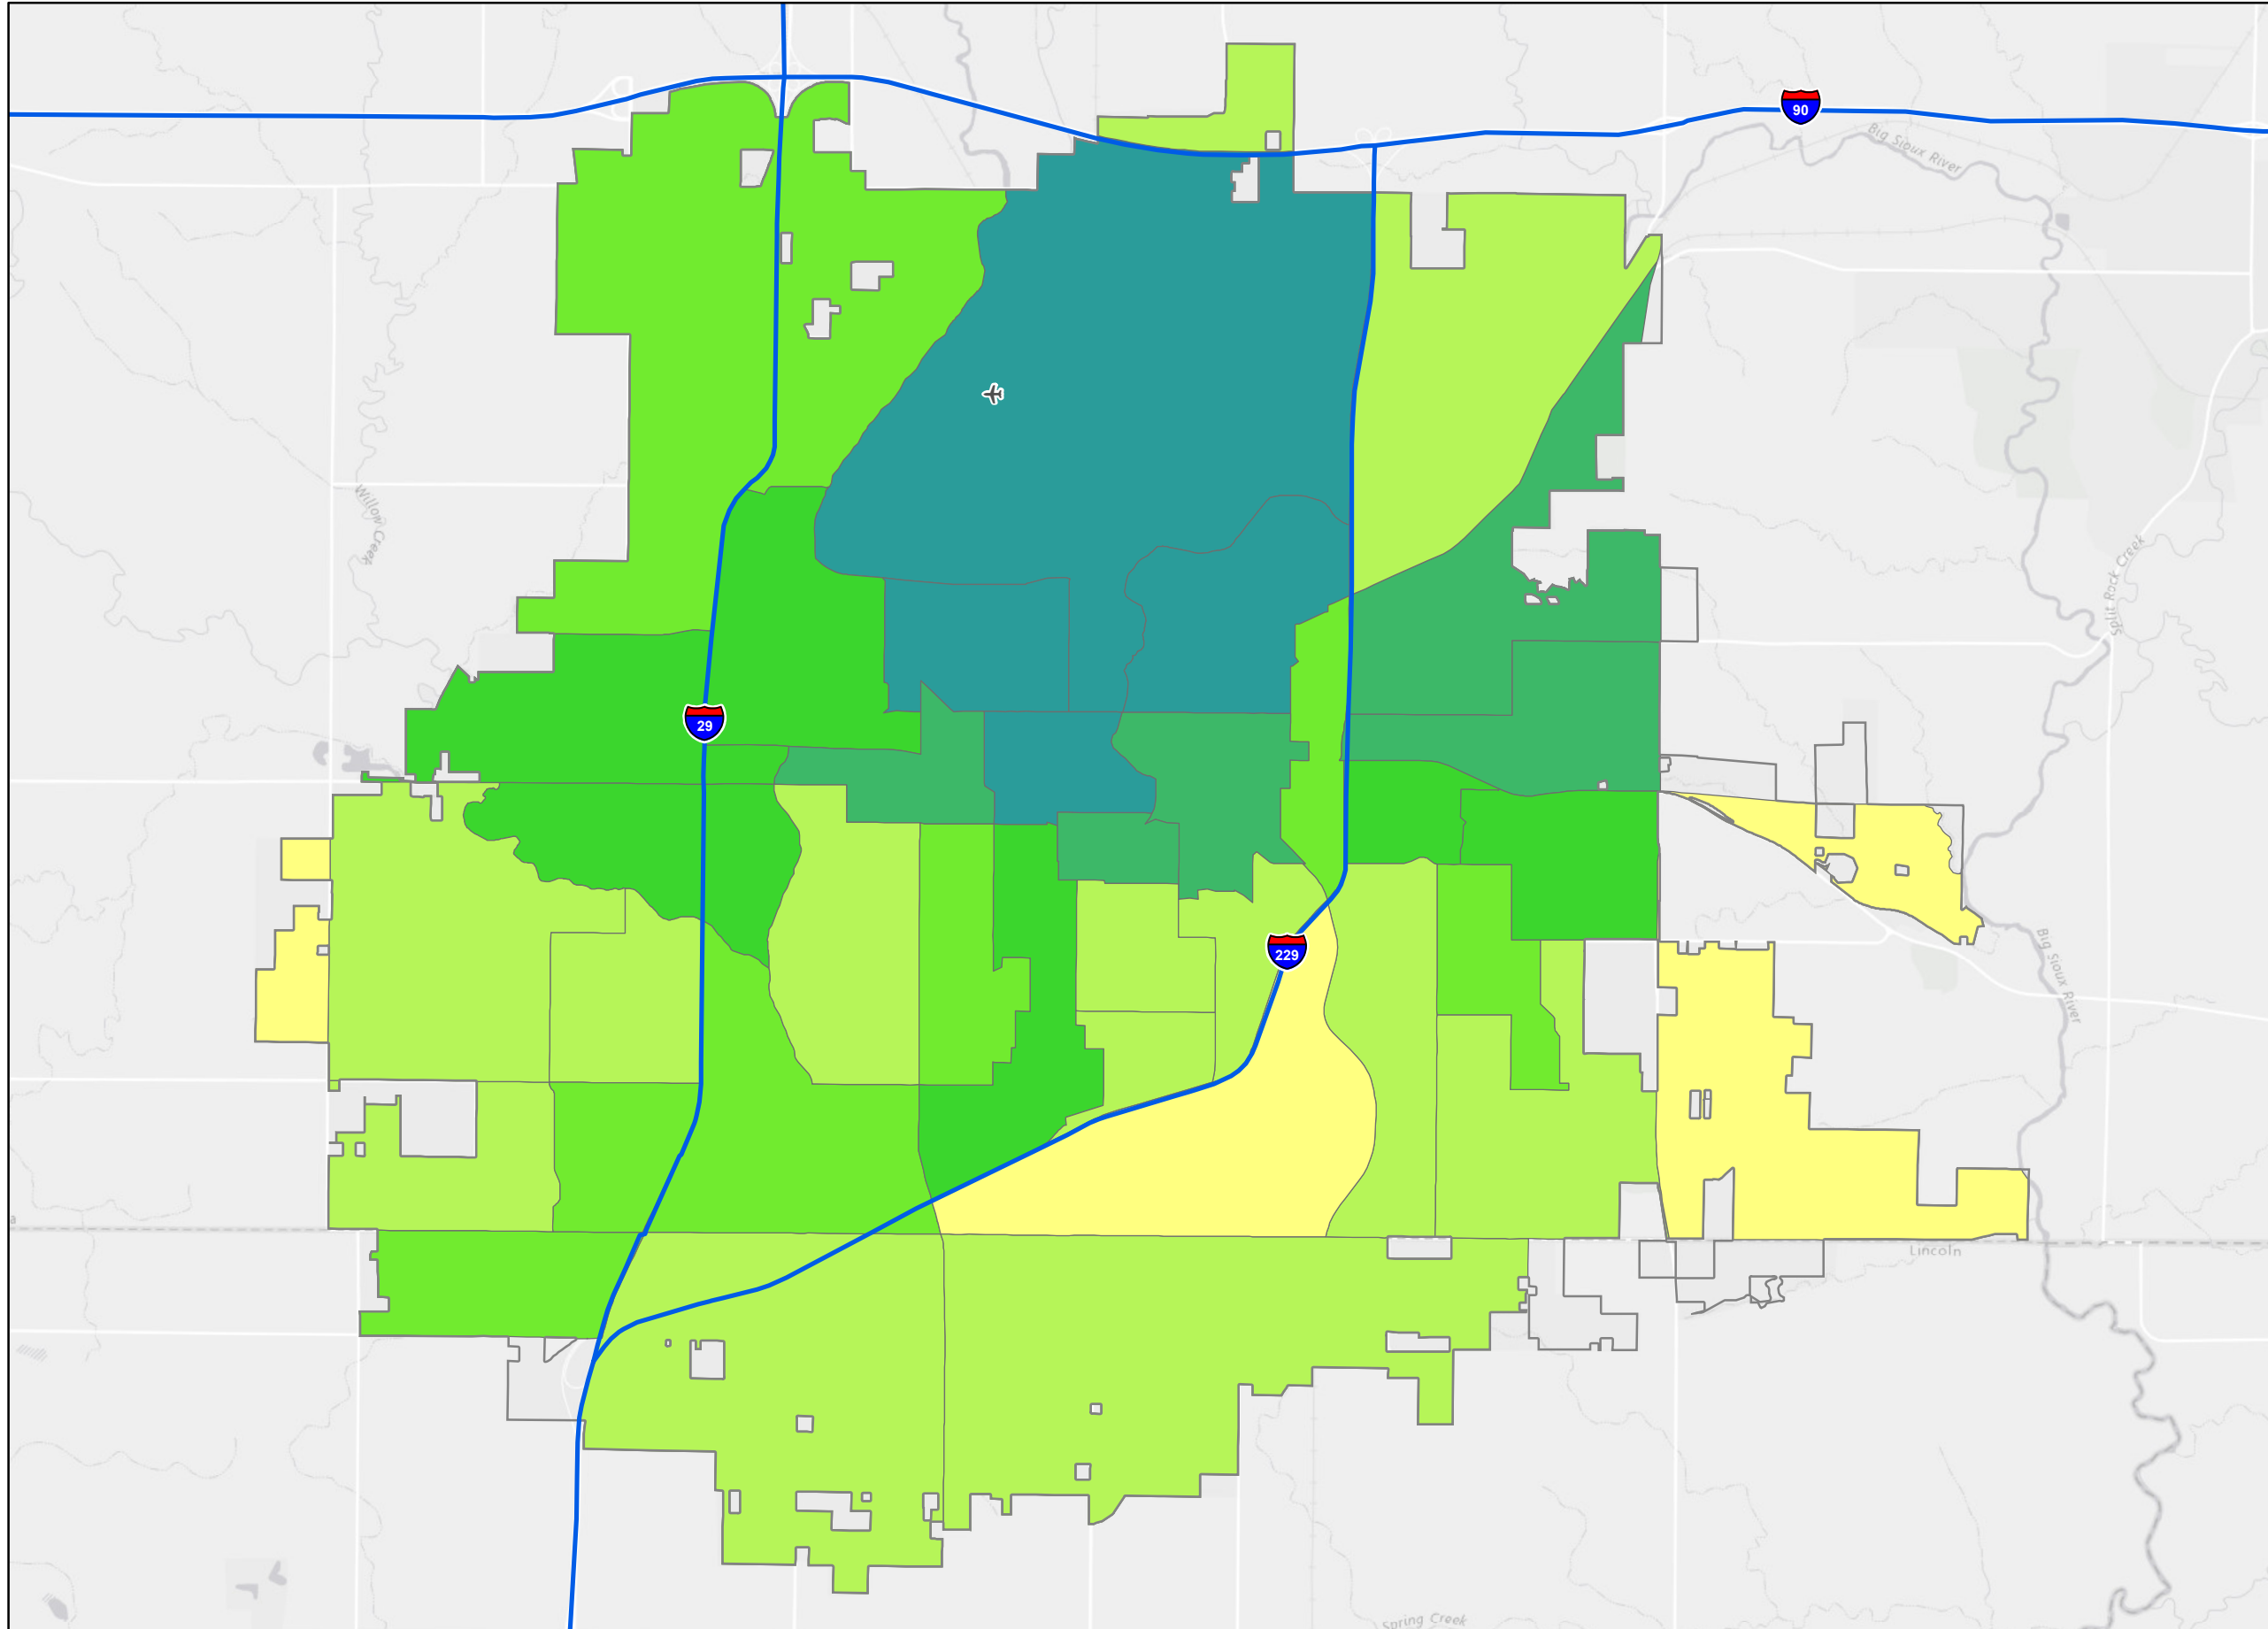 90
Big Sioux River
Willow Creek
Split Rock Creek
29
229
Big Sioux River
a
Lincoln
Spring Creek